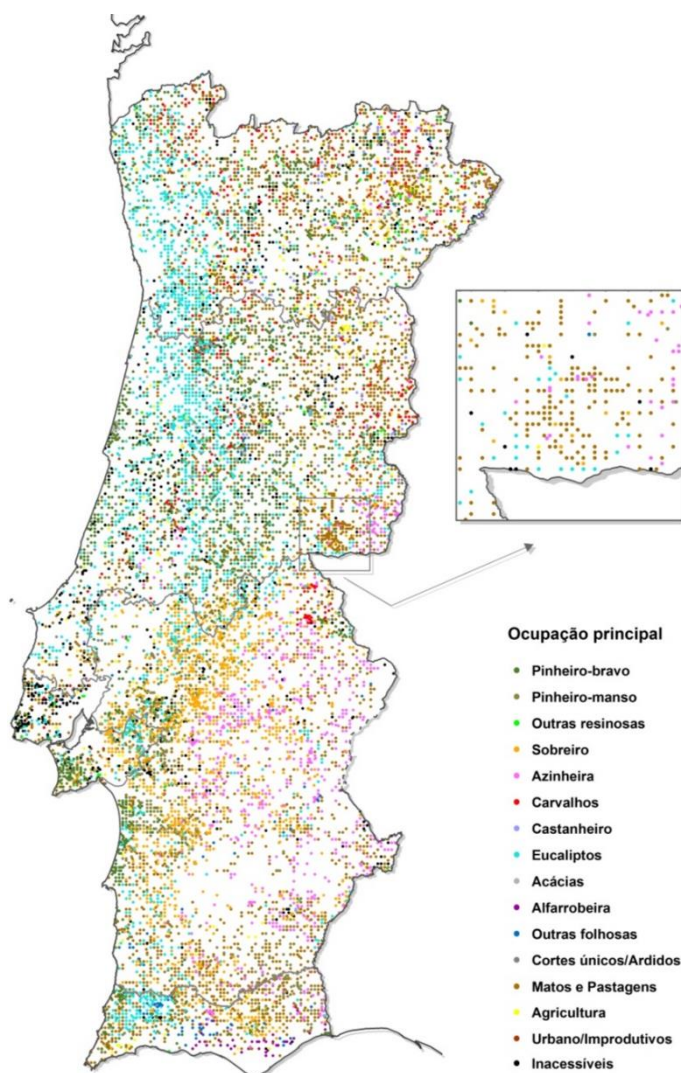 Ocupação principal
Pinheiro-bravo
Pinheiro-manso
Outras resinosas
Sobreiro
Azinheira
Carvalhos
Castanheiro
Eucaliptos
Acácias
Alfarrobeira
Outras folhosas
Cortes únicos/Ardidos
Matos e Pastagens
Agricultura
Urbano/Improdutivos
Inacessíveis